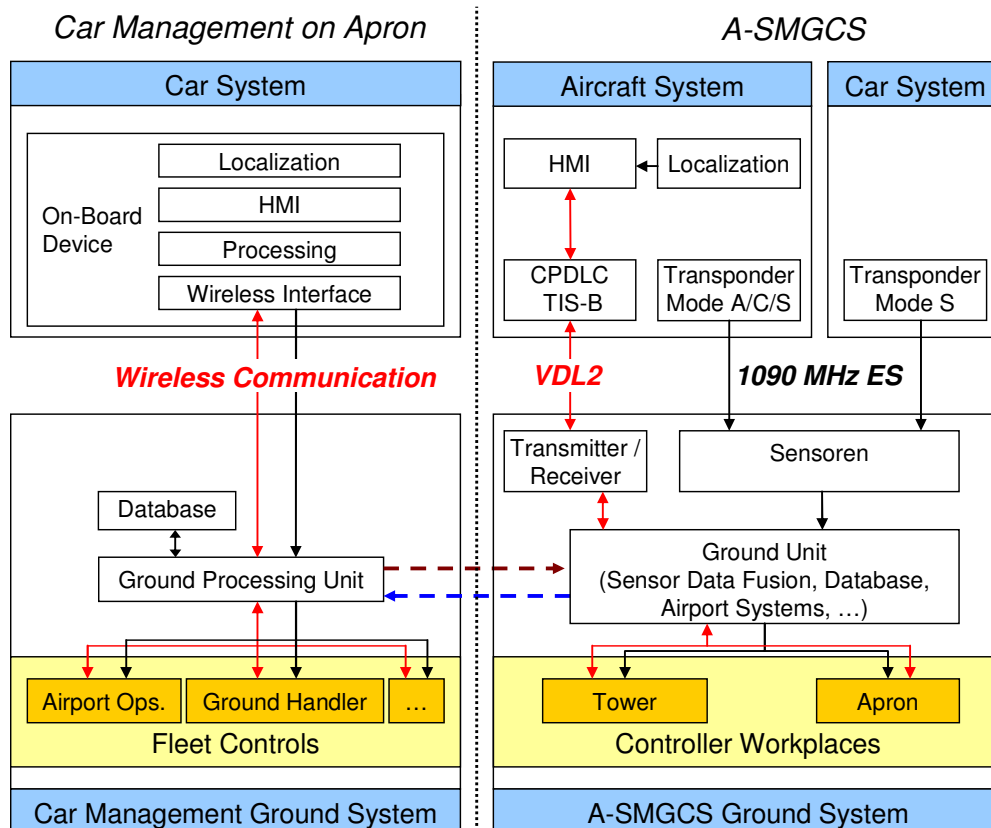 Car Management on Apron
A-SMGCS
Car System
Aircraft System
Car System
On-Board
Device
Localization
HMI
Processing
Wireless Interface
HMI
Localization
CPDLC
TIS-B
Transponder
Mode A/C/S
Transponder
Mode S
Wireless Communication
VDL2
1090 MHz ES
Transmitter /
Receiver
Sensoren
Database
Ground Processing Unit
Ground Unit
(Sensor Data Fusion, Database,
Airport Systems, …)
Airport Ops.
Ground Handler
…
Tower
Apron
Fleet Controls
Controller Workplaces
Car Management Ground System
A-SMGCS Ground System